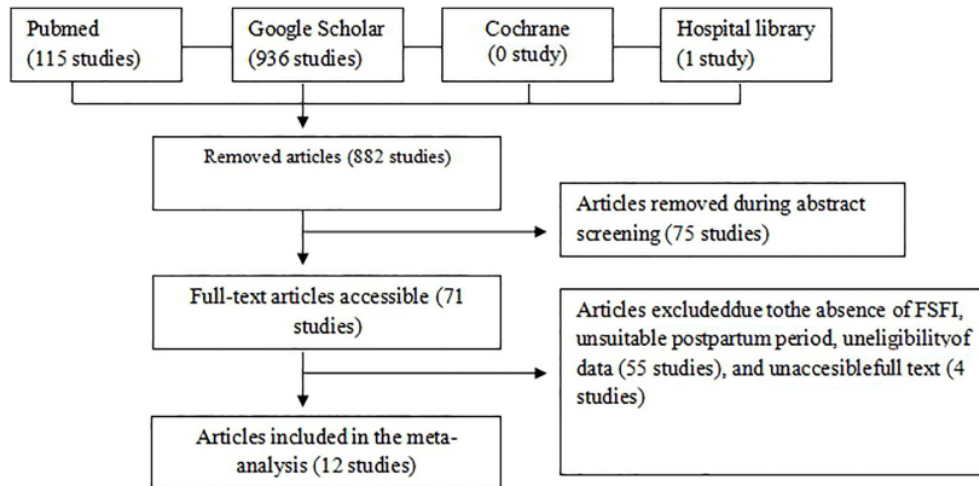 Pubmed
(115 studies)
Google Scholar
(936 studies)
Cochrane
(0 study)
Hospital library
(1 study)
Removed articles (882 studies)
Articles removed during abstract
screening (75 studies)
Full-text articles accessible (71
studies)
Articles excludeddue tothe absence of FSFI,
unsuitable postpartum period, uneligibilityof
data (55 studies), and unaccesiblefull text (4
studies)
Articles included in the meta-
analysis (12 studies)